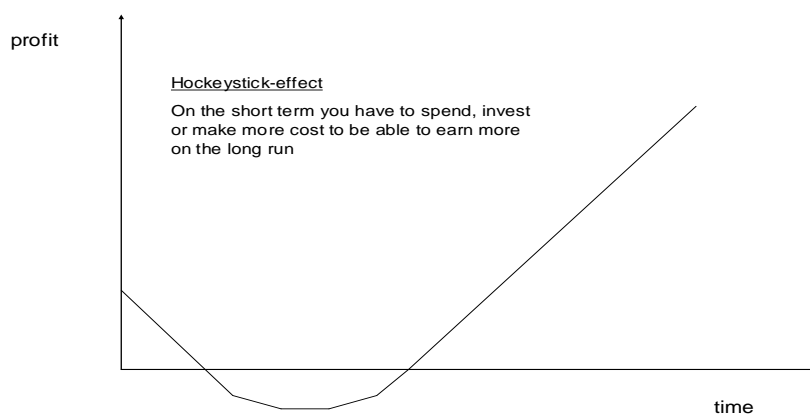 profit
Hockeystick-effect
On the short term you have to spend, invest
or make more cost to be able to earn more
on the long run
time